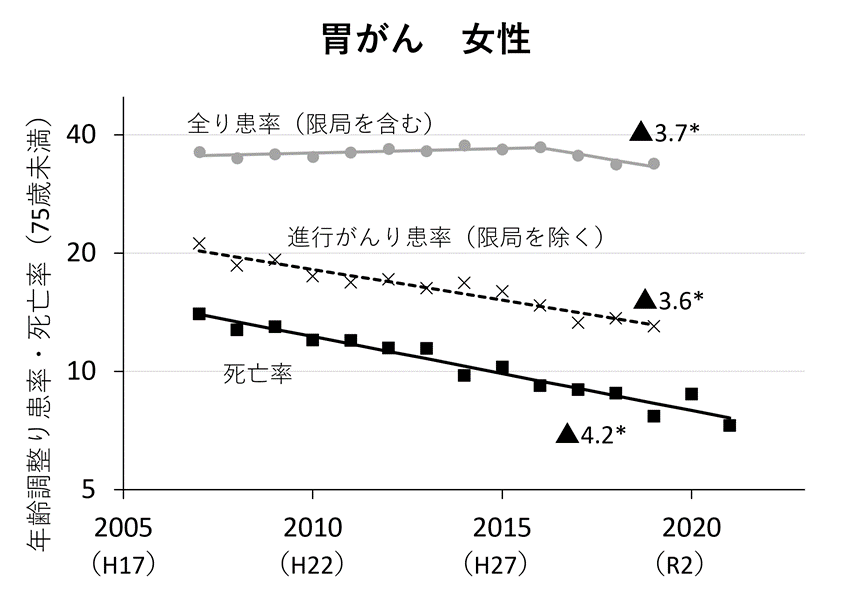 胃がん　女性
年齢調整り患率・死亡率（75歳未満）
40
20
10
5
全り患率（限局を含む）
▲3.7*
進行がんり患率（限局を除く）
▲3.6*
死亡率
▲4.2*
2005 2010 2015 2020
（H17） （H22） （H27） （R2）